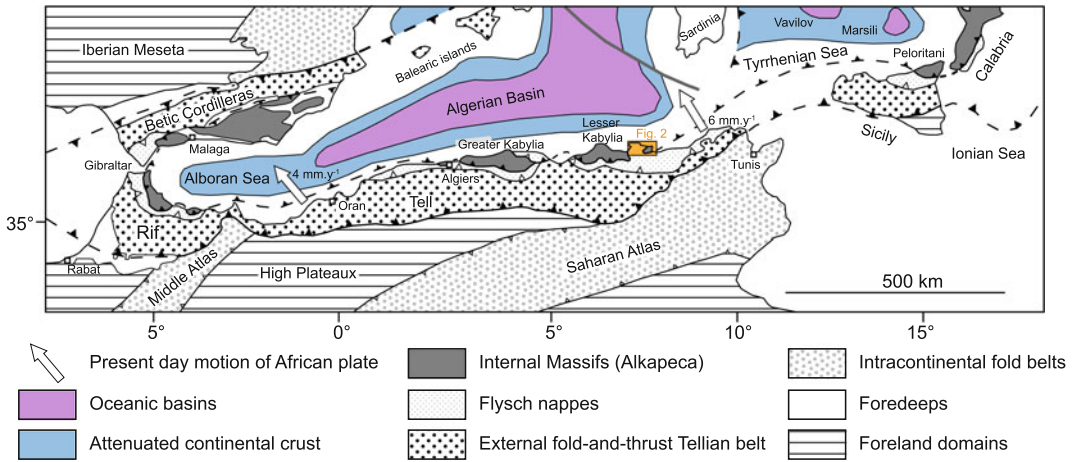 Iberian Meseta
Balearic islands
Sardinia
Vavilov
Marsili
Tyrrhenian Sea
Peloritani
Calabria
Betic Cordilleras
Algerian Basin
6 mm.y⁻¹
Lesser
Kabylia
Fig. 2
Sicily
Malaga
Greater Kabylia
Tunis
Ionian Sea
Gibraltar
Alboran Sea
4 mm.y⁻¹
Algiers
Oran
Tell
35°
Rif
Rabat
Middle Atlas
High Plateaux
Saharan Atlas
500 km
5°
0°
5°
10°
15°
Present day motion of African plate
Internal Massifs (Alkapeca)
Intracontinental fold belts
Oceanic basins
Flysch nappes
Foredeeps
Attenuated continental crust
External fold-and-thrust Tellian belt
Foreland domains